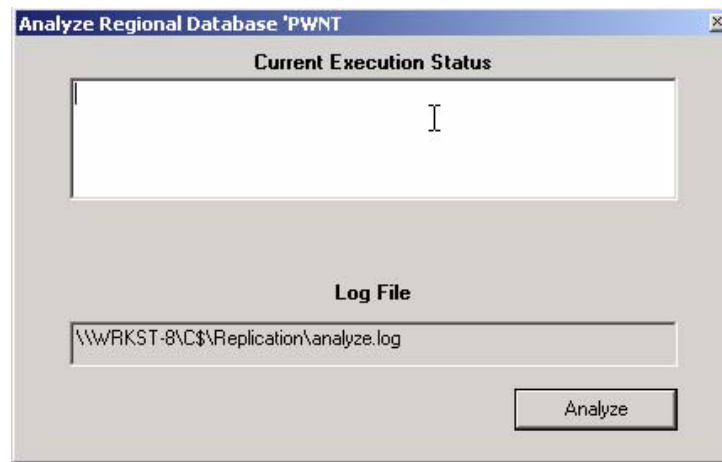 Analyze Regional Database 'PWNT
Current Execution Status
Log File
\\WRKST-8\C$\Replication\analyze.log
Analyze